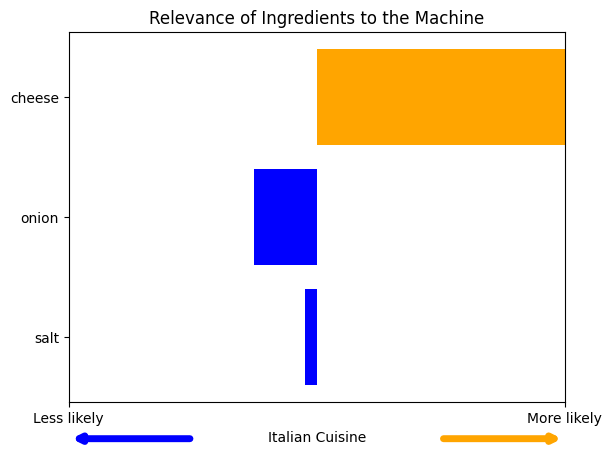 Relevance of Ingredients to the Machine
cheese
onion
salt
Less likely
More likely
Italian Cuisine